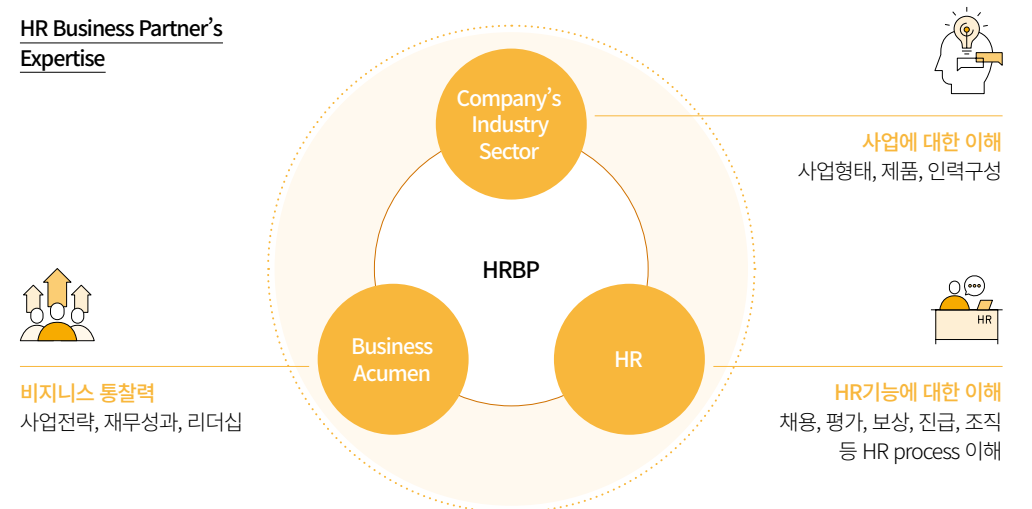 HR Business Partner's
Expertise
Company's
Industry
Sector
사업에 대한 이해
사업형태, 제품, 인력구성
HRBP
Business
Acumen
비지니스 통찰력
사업전략, 재무성과, 리더십
HR
HR
HR기능에 대한 이해
채용, 평가, 보상, 진급, 조직
등 HR process 이해